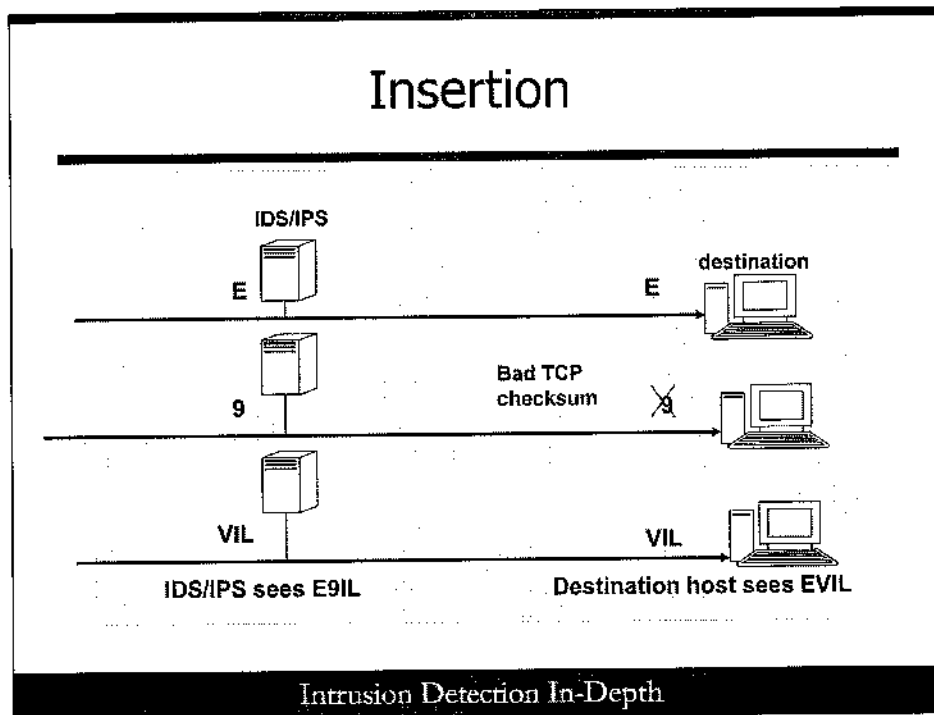 Insertion
IDS/IPS
E
E
destination
Bad TCP
checksum
9
9
VIL
VIL
IDS/IPS sees E9IL
Destination host sees EVIL
Intrusion Detection In-Depth